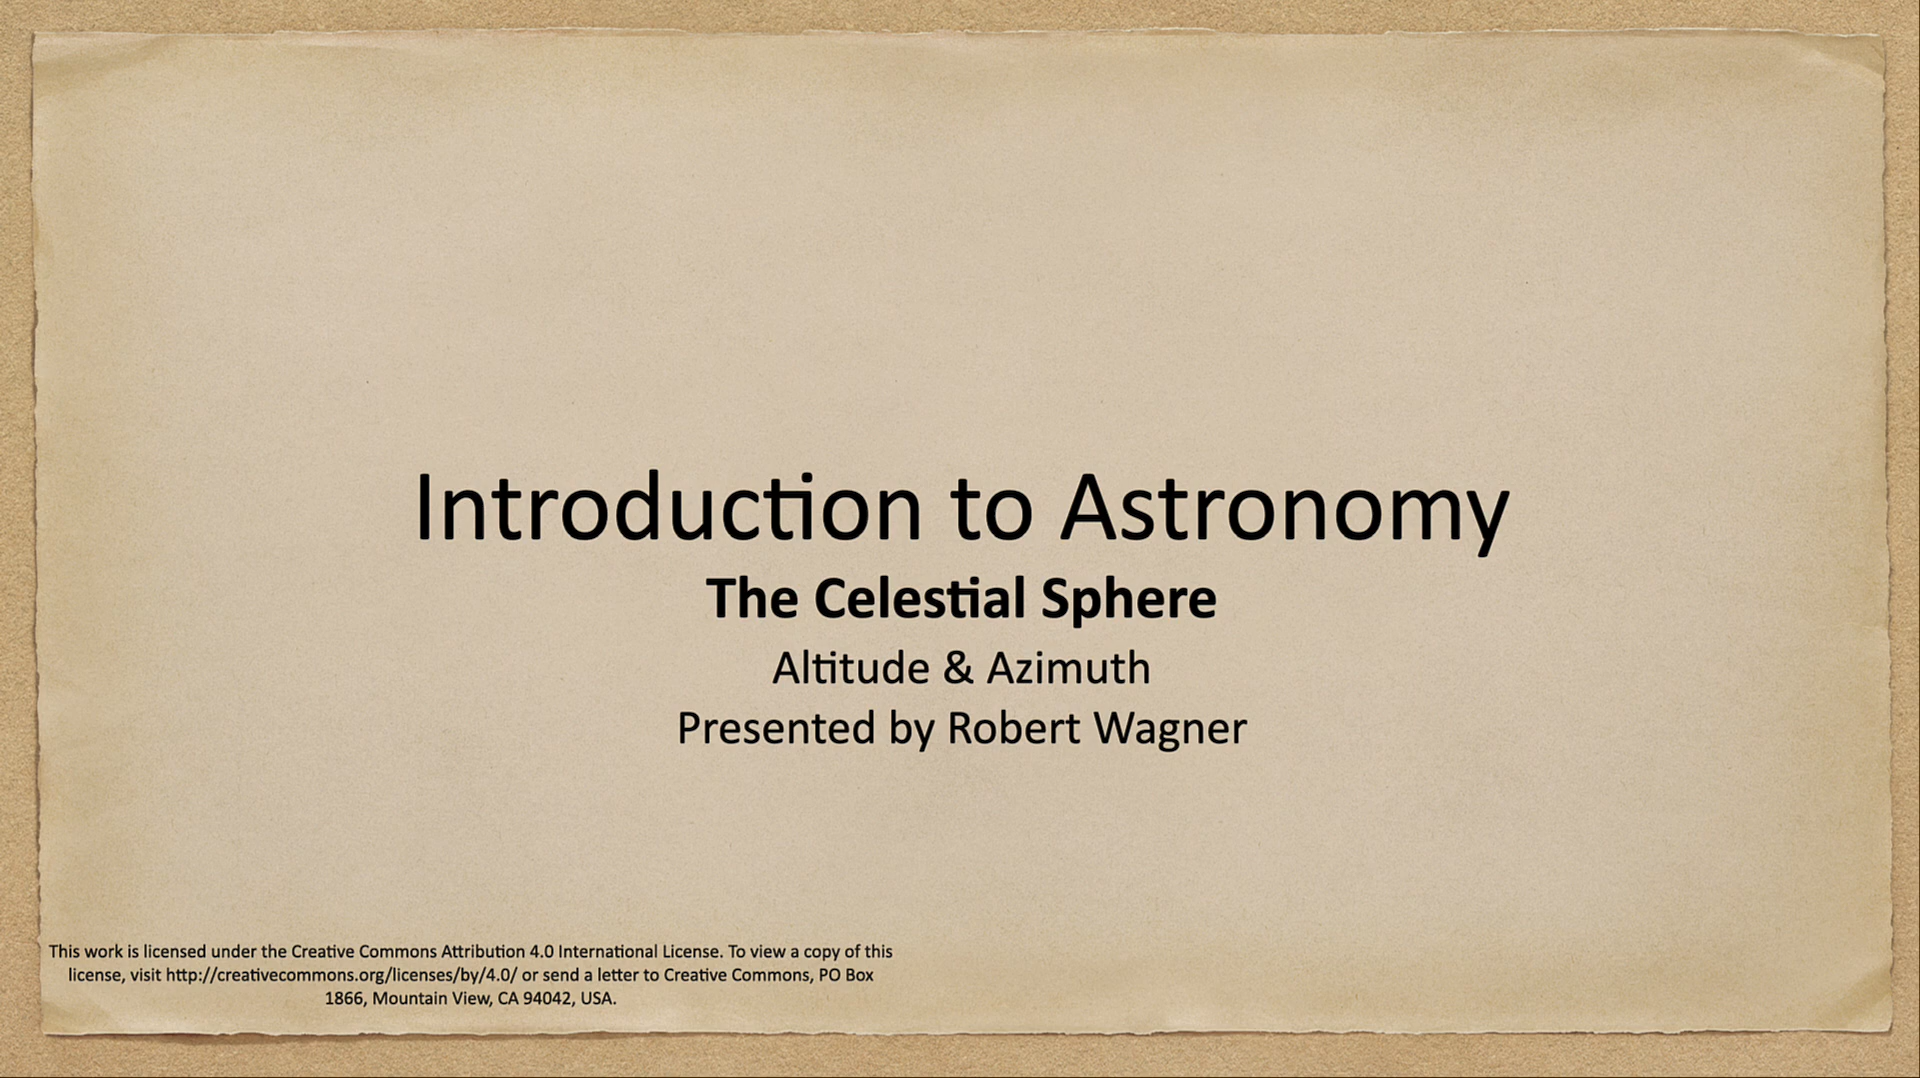 Introduction to Astronomy
The Celestial Sphere
Altitude & Azimuth
Presented by Robert Wagner
This work is licensed under the Creative Commons Attribution 4.0 International License. To view a copy of this
license, visit http://creativecommons.org/licenses/by/4.0/ or send a letter to Creative Commons, PO Box
1866, Mountain View, CA 94042, USA.